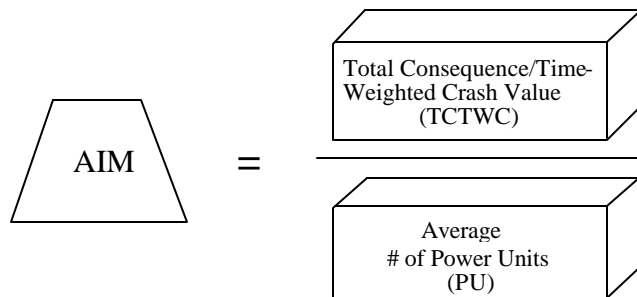 AIM
=
Total Consequence/Time-
Weighted Crash Value
(TCTWC)
Average
# of Power Units
(PU)